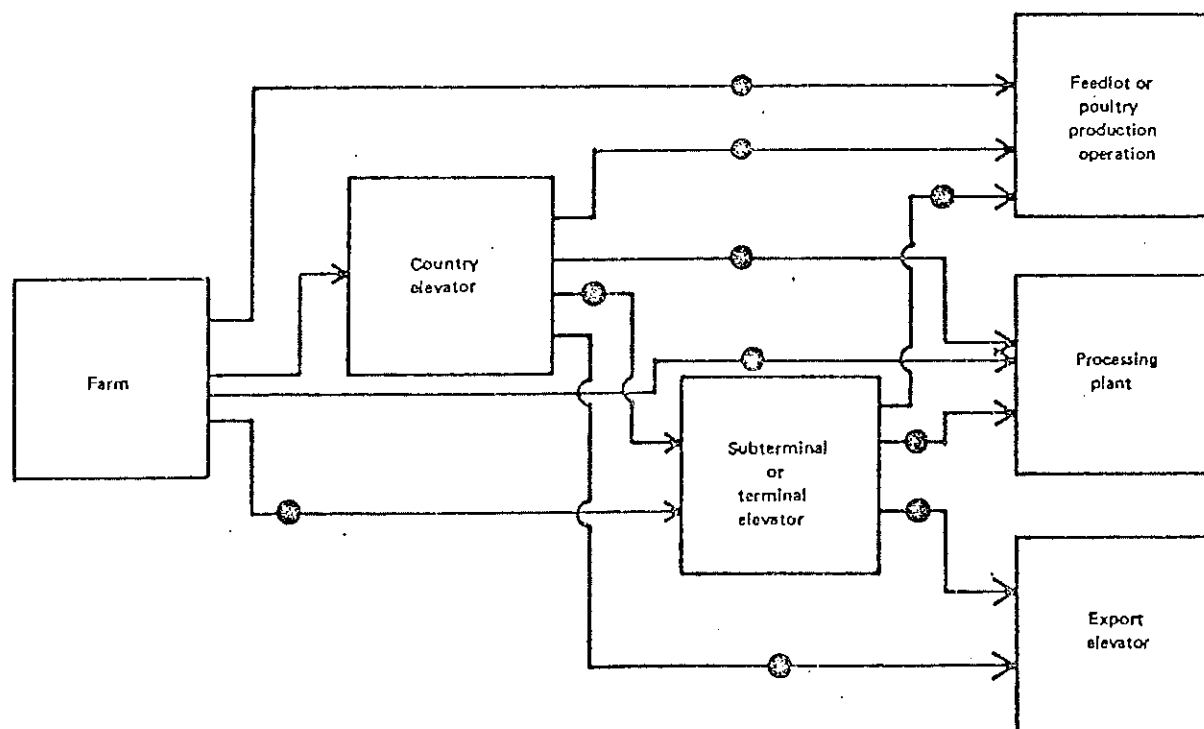 Feedlot or
poultry
production
operation
Country
elevator
Farm
Processing
plant
Subterminal
or
terminal
elevator
Export
elevator